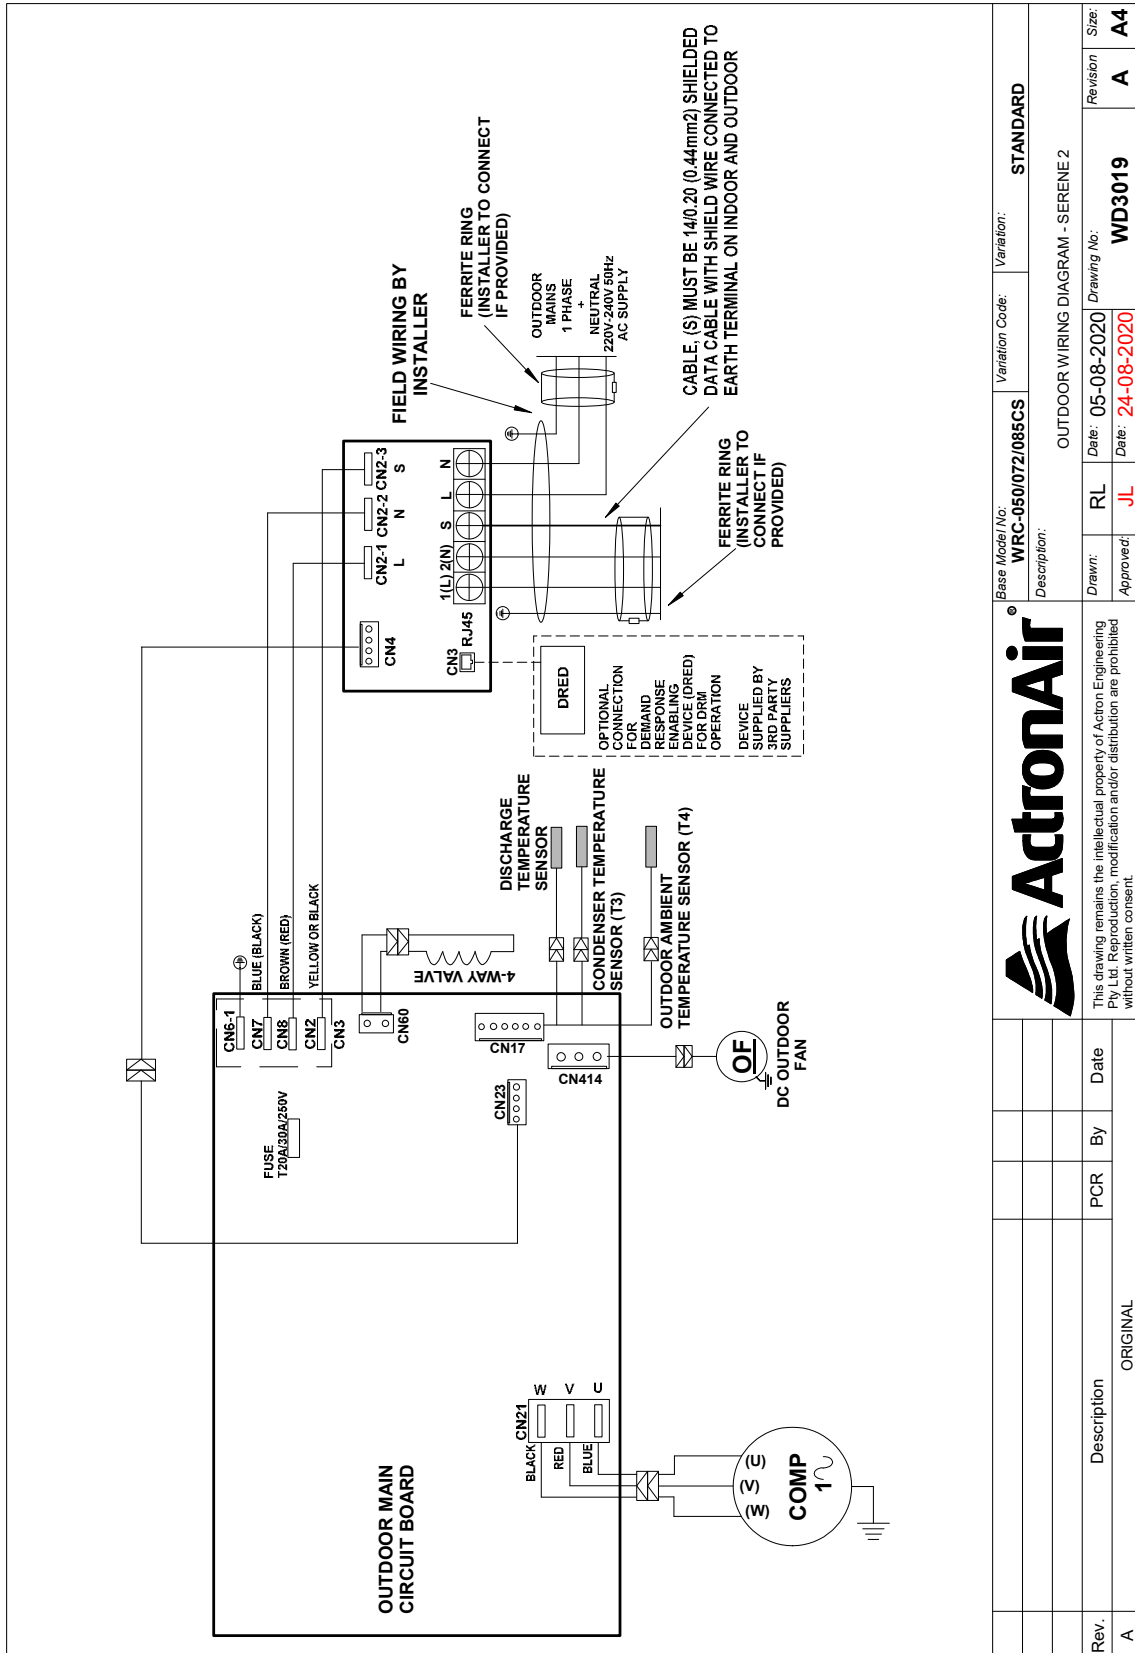 OUTDOOR MAN
CIRCUIT BOARD
FUSE
T20A/30A/250V
CN6-1
CN7
CN8
CN2
CN3
BLUE (BLACK)
BROWN (RED)
YELLOW OR BLACK
CN60
4-WAY VALVE
CN17
CN414
CN23
CN21
W
V
U
BLACK
RED
BLUE
(U)
(V)
(W)
COMP
1
OF
DC OUTDOOR
FAN
DISCHARGE
TEMPERATURE
SENSOR
CONDENSER TEMPERATURE
SENSOR (T3)
OUTDOOR AMBIENT
TEMPERATURE SENSOR (T4)
CN4
CN2-1
CN2-2
CN2-3
L
N
S
CN3
RJ45
1(L)
2(N)
S
L
N
DRED
OPTIONAL
CONNECTION
FOR
DEMAND
RESPONSE
ENABLING
DEVICE (DRED)
FOR DRM
OPERATION
DEVICE
SUPPLIED BY
3RD PARTY
SUPPLIERS
FIELD WIRING BY
INSTALLER
FERRITE RING
(INSTALLER TO CONNECT
IF PROVIDED)
OUTDOOR
MAINS
1 PHASE
+
NEUTRAL
220V-240V 50Hz
AC SUPPLY
CABLE, (S) MUST BE 14/0.20 (0.44mm2) SHIELDED
DATA CABLE WITH SHIELD WIRE CONNECTED TO
EARTH TERMINAL ON INDOOR AND OUTDOOR
FERRITE RING
(INSTALLER TO
CONNECT IF
PROVIDED)
Rev.
Description
PCR
By
Date
A
ORIGINAL
ActronAir®
This drawing remains the intellectual property of Actron Engineering
Pty Ltd. Reproduction, modification and/or distribution are prohibited
without written consent.
Base Model No:
WRC-050/072/085CS
Variation Code:
Variation:
STANDARD
Description:
OUTDOOR WIRING DIAGRAM - SERENE 2
Drawn:
RL
Date:
05-08-2020
Approved:
JL
Date:
24-08-2020
Drawing No:
WD3019
Revision
A
Size:
A4